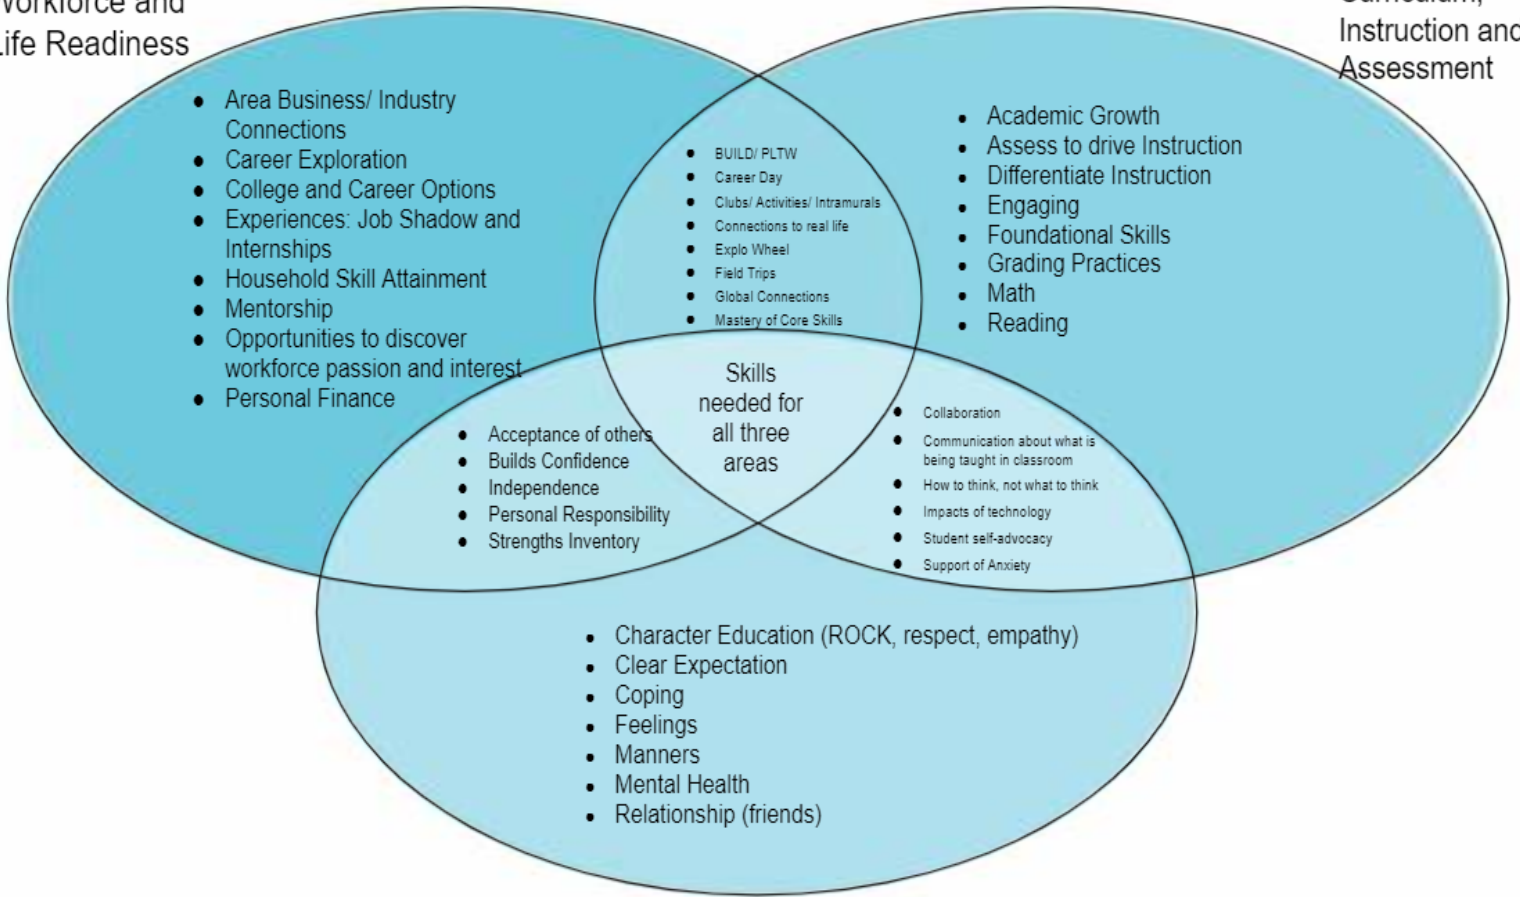 Workforce and
Life Readiness
Curriculum,
Instruction and
Assessment
● Area Business/ Industry
Connections
● Career Exploration
● College and Career Options
● Experiences: Job Shadow and
Internships
● Household Skill Attainment
● Mentorship
● Opportunities to discover
workforce passion and interest
● Personal Finance
● BUILD/ PLTW
● Career Day
● Clubs/ Activities/ Intramurals
● Connections to real life
● Explo Wheel
● Field Trips
● Global Connections
● Mastery of Core Skills
● Academic Growth
● Assess to drive Instruction
● Differentiate Instruction
● Engaging
● Foundational Skills
● Grading Practices
● Math
● Reading
● Acceptance of others
● Builds Confidence
● Independence
● Personal Responsibility
● Strengths Inventory
Skills
needed for
all three
areas
● Collaboration
● Communication about what is
being taught in classroom
● How to think, not what to think
● Impacts of technology
● Student self-advocacy
● Support of Anxiety
● Character Education (ROCK, respect, empathy)
● Clear Expectation
● Coping
● Feelings
● Manners
● Mental Health
● Relationship (friends)